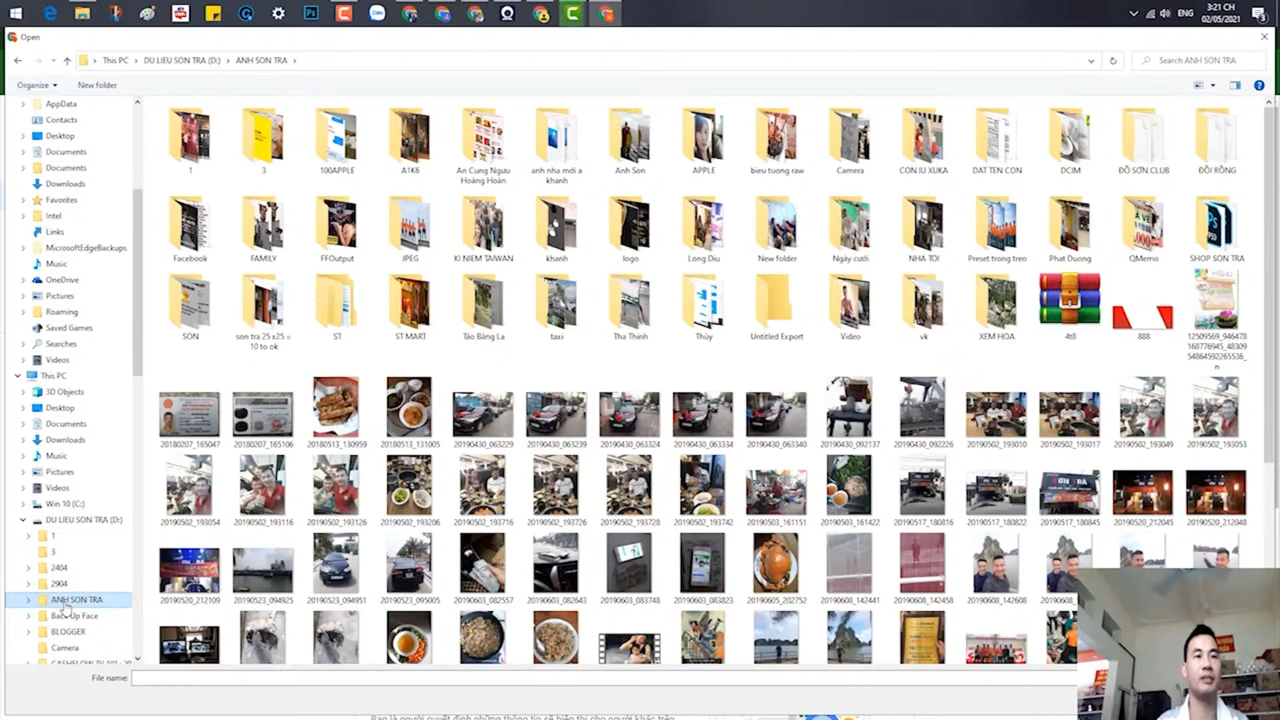 3:21 CH
ENG
02/05/2021
Open
This PC
DU LIEU SON TRA (D:)
ANH SON TRA
Search ANH SON TRA
Organize
New folder
AppData
Contacts
Desktop
Documents
Documents
Downloads
Favorites
Intel
Links
MicrosoftEdgeBackups
Music
OneDrive
Pictures
Roaming
Saved Games
Searches
Videos
This PC
3D Objects
Desktop
Documents
Downloads
Music
Pictures
Videos
Win 10 (C:)
DU LIEU SON TRA (D:)
1
3
2404
2904
ANH SON TRA
Back Up Face
BLOGGER
Camera
1
3
100APPLE
A1K6
An Cung Nguu
Hoang Hoan
anh nha mới a
khanh
Anh Son
APPLE
bieu tuong raw
Camera
CON IU XUKA
DAT TEN CON
DCIM
ĐỒ SƠN CLUB
ĐỒI RỒNG
Facebook
FAMILY
FFOutput
JPEG
KI NIEM TAIWAN
khanh
logo
Long Diu
New folder
Ngày cưới
NHA TOI
Preset trong treo
Phat Duong
QMemo
SHOP SON TRA
SON
son tra 25 x25 =
10 to ok
ST
ST MART
Táo Bảng La
taxi
Tha Thinh
Thùy
Untitled Export
Video
vk
XEM HOA
4t8
888
12509569_946478
168776945_48309
54864592265536_
n
20180207_165047
20180207_165106
20180513_130959
20180513_131005
20190430_063229
20190430_063239
20190430_063324
20190430_063334
20190430_063340
20190430_092137
20190430_092226
20190502_193010
20190502_193017
20190502_193049
20190502_193053
20190502_193054
20190502_193116
20190502_193126
20190502_193206
20190502_193716
20190502_193726
20190502_193728
20190502_193742
20190503_161151
20190503_161422
20190517_180816
20190517_180822
20190517_180845
20190520_212045
20190520_212048
20190520_212109
20190523_094925
20190523_094951
20190523_095005
20190603_082557
20190603_082643
20190603_083748
20190603_083823
20190605_202752
20190608_142441
20190608_142458
20190608_142608
File name: